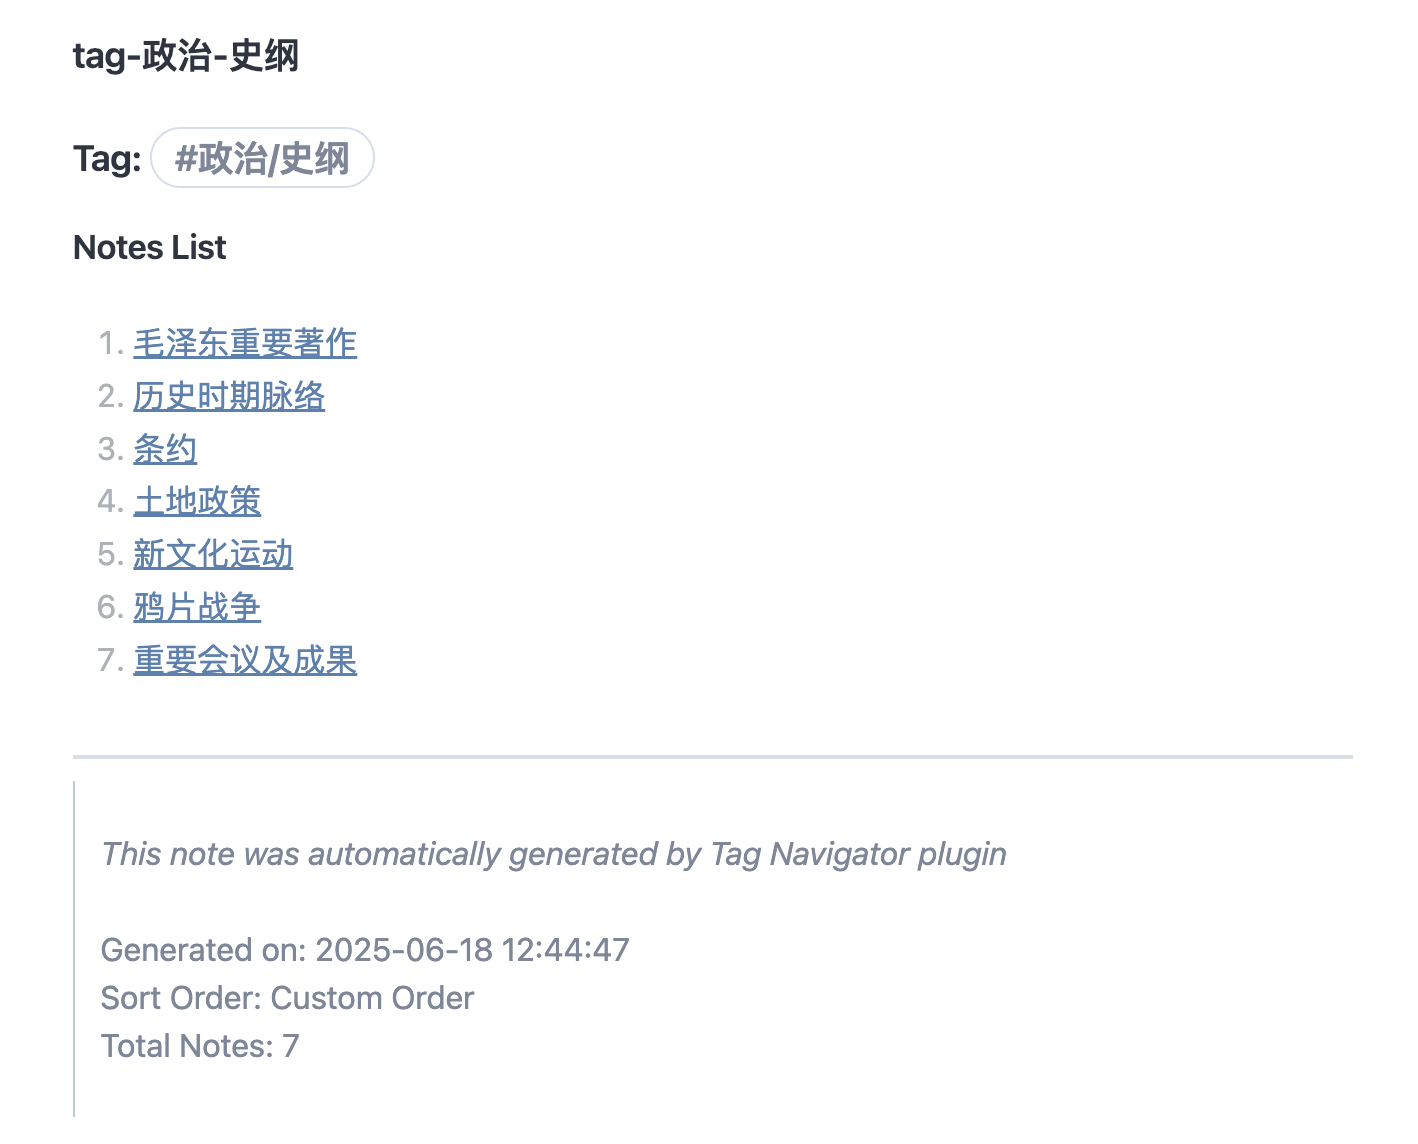 tag-政治-史纲
Tag: #政治/史纲
Notes List
1. 毛泽东重要著作
2. 历史时期脉络
3. 条约
4. 土地政策
5. 新文化运动
6. 鸦片战争
7. 重要会议及成果
This note was automatically generated by Tag Navigator plugin
Generated on: 2025-06-18 12:44:47
Sort Order: Custom Order
Total Notes: 7